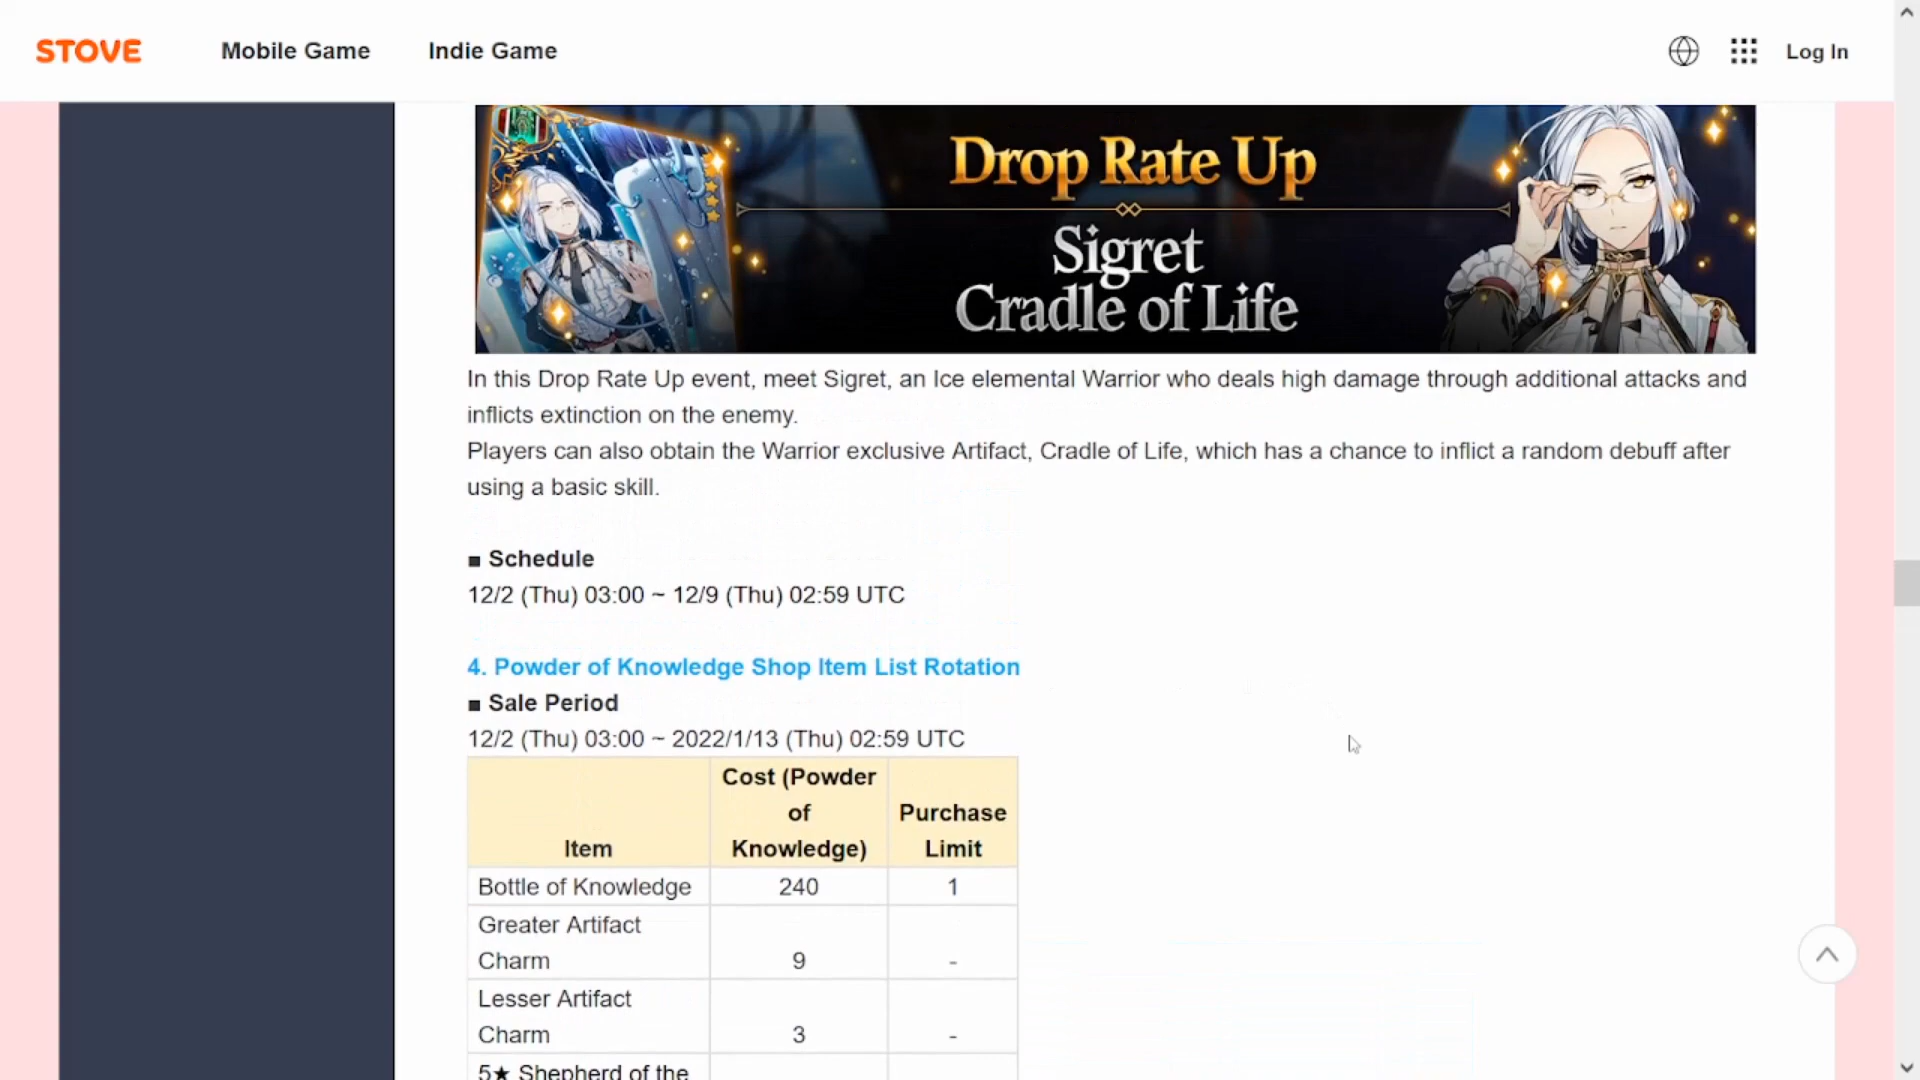 STOVE
Mobile Game
Indie Game
Log In
Drop Rate Up
Sigret
Cradle of Life
In this Drop Rate Up event, meet Sigret, an Ice elemental Warrior who deals high damage through additional attacks and
inflicts extinction on the enemy.
Players can also obtain the Warrior exclusive Artifact, Cradle of Life, which has a chance to inflict a random debuff after
using a basic skill.
■ Schedule
12/2 (Thu) 03:00 ~ 12/9 (Thu) 02:59 UTC
4. Powder of Knowledge Shop Item List Rotation
■ Sale Period
12/2 (Thu) 03:00 ~ 2022/1/13 (Thu) 02:59 UTC
Item
Cost (Powder
of
Knowledge)
Purchase
Limit
Bottle of Knowledge
240
1
Greater Artifact
Charm
9
-
Lesser Artifact
Charm
3
-
5★ Shepherd of the